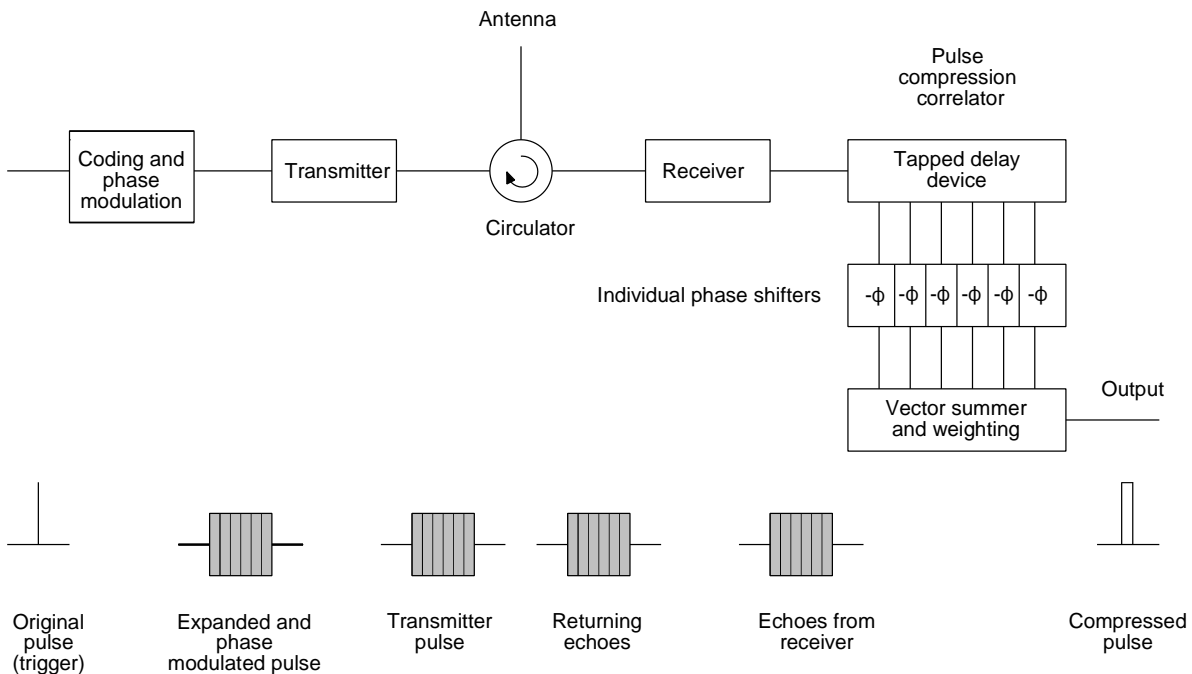 Antenna
Pulse
compression
correlator
Coding and
phase
modulation
Transmitter
Receiver
Tapped delay
device
Circulator
Individual phase shifters
-ϕ -ϕ -ϕ -ϕ -ϕ -ϕ
Output
Vector summer
and weighting
Original
pulse
(trigger)
Expanded and
phase
modulated pulse
Transmitter
pulse
Returning
echoes
Echoes from
receiver
Compressed
pulse